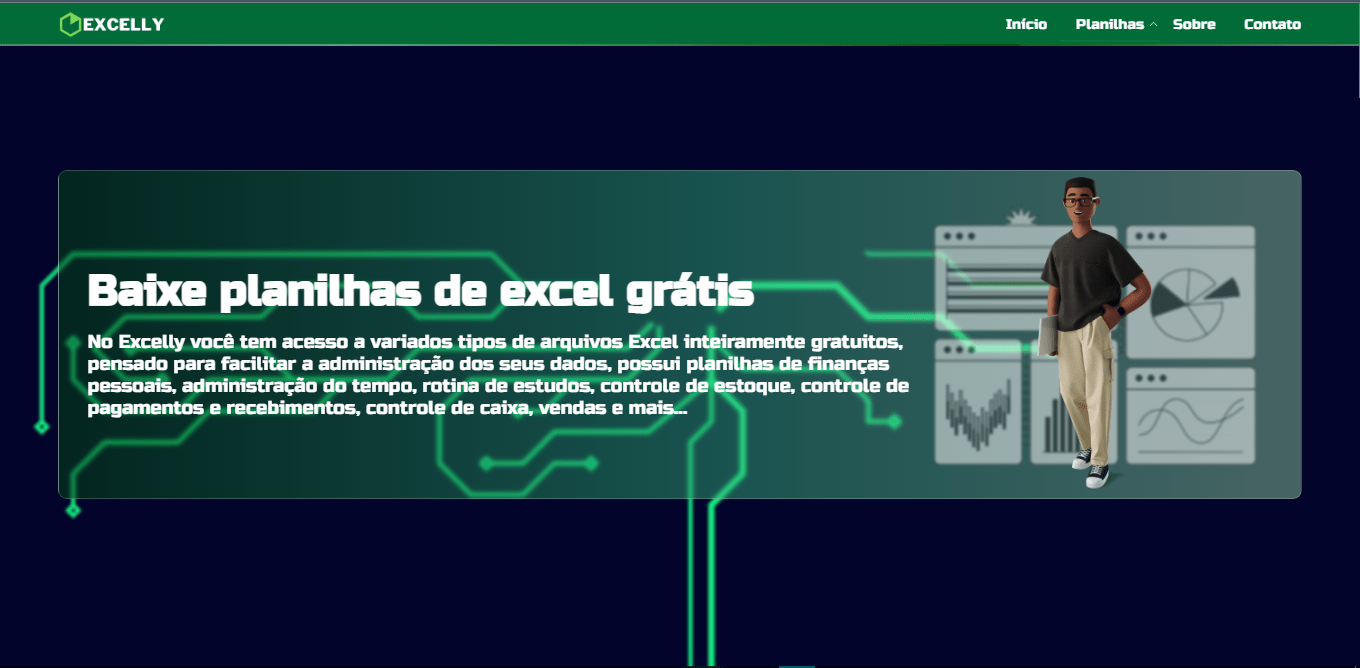 EXCELLY
Início Planilhas Sobre Contato
Baixe planilhas de excel grátis
No Excelly você tem acesso a variados tipos de arquivos Excel inteiramente gratuitos,
pensado para facilitar a administração dos seus dados, possui planilhas de finanças
pessoais, administração do tempo, rotina de estudos, controle de estoque, controle de
pagamentos e recebimentos, controle de caixa, vendas e mais...